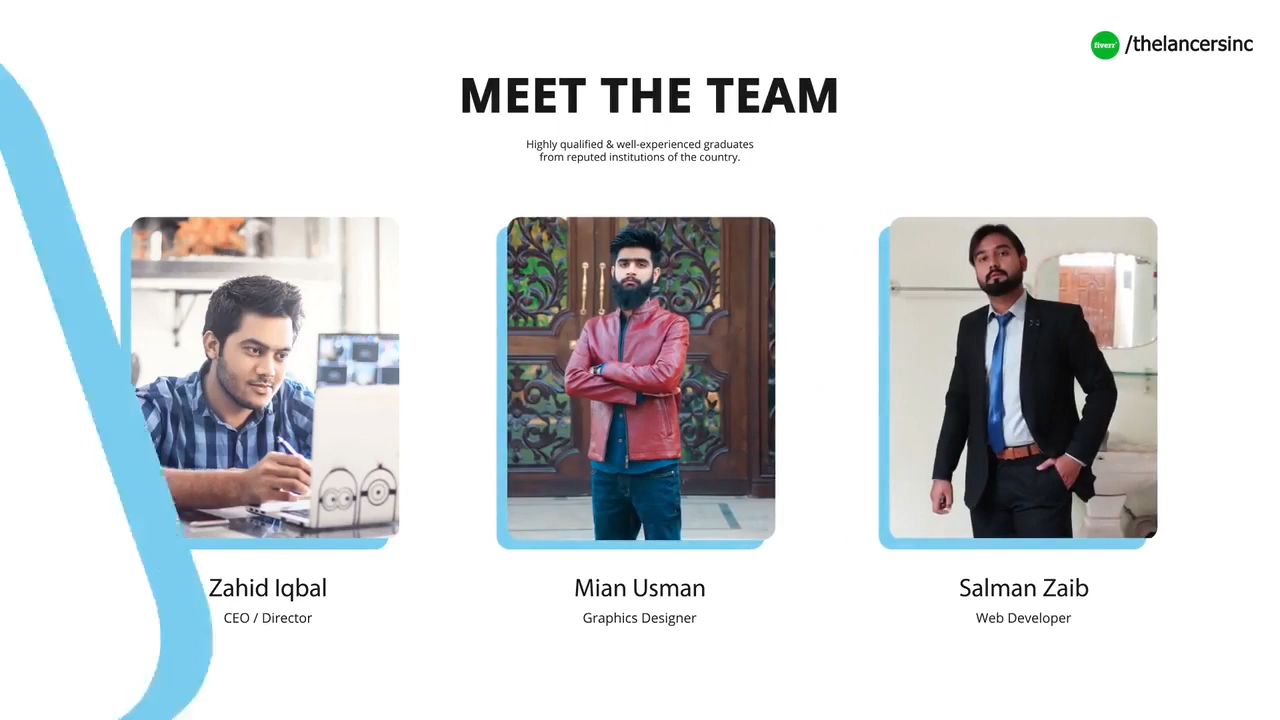 fiverr
/thelancersinc
MEET THE TEAM
Highly qualified & well-experienced graduates
from reputed institutions of the country.
Zahid Iqbal
Mian Usman
Salman Zaib
CEO / Director
Graphics Designer
Web Developer